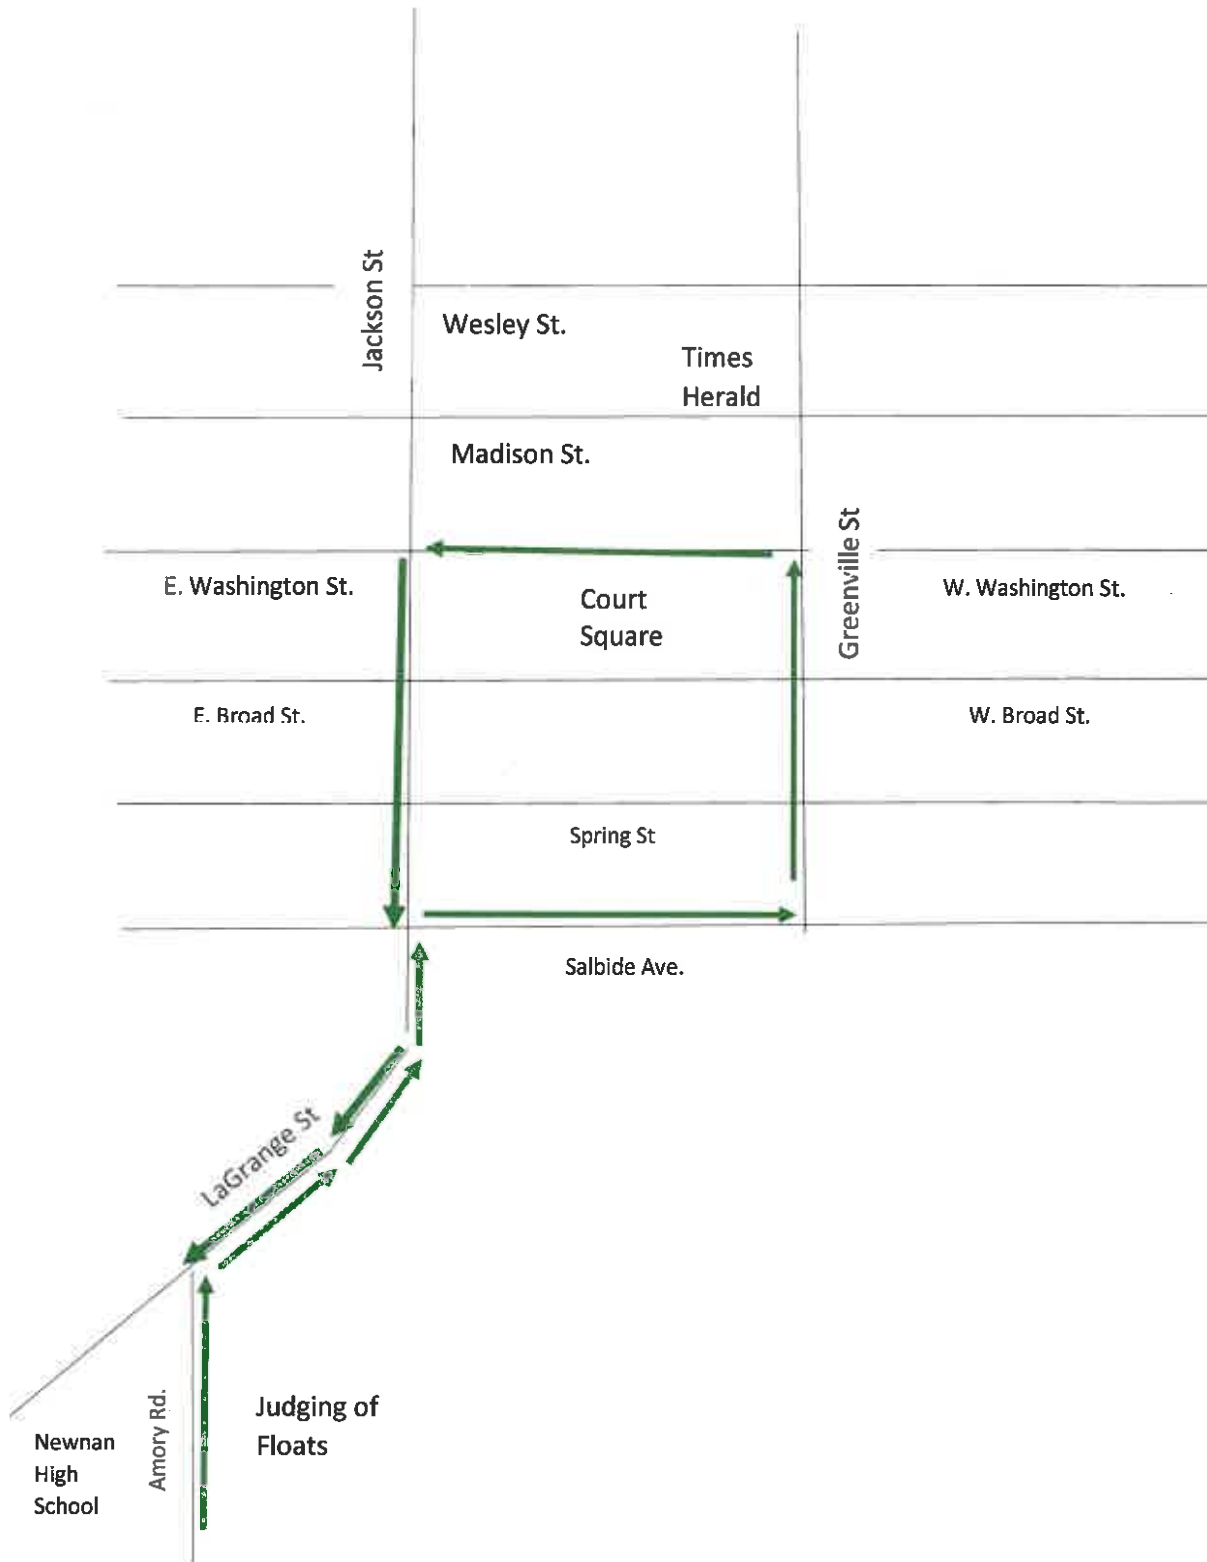 Jackson St
Wesley St.
Times
Herald
Madison St.
Greenville St
E. Washington St.
Court
Square
W. Washington St.
E. Broad St.
W. Broad St.
Spring St
Salbide Ave.
LaGrange St
Amory Rd.
Judging of
Floats
Newnan
High
School